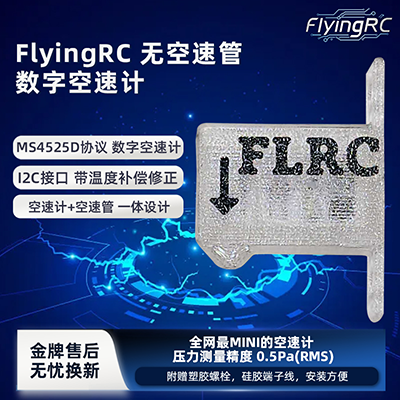 FlyingRC
FlyingRC 无空速管
数字空速计
MS4525D协议 数字空速计
I2C接口 带温度补偿修正
空速计+空速管 一体设计
FLRC
金牌售后
无忧换新
全网最MINI的空速计
压力测量精度 0.5Pa(RMS)
附赠塑胶螺栓，硅胶端子线，安装方便